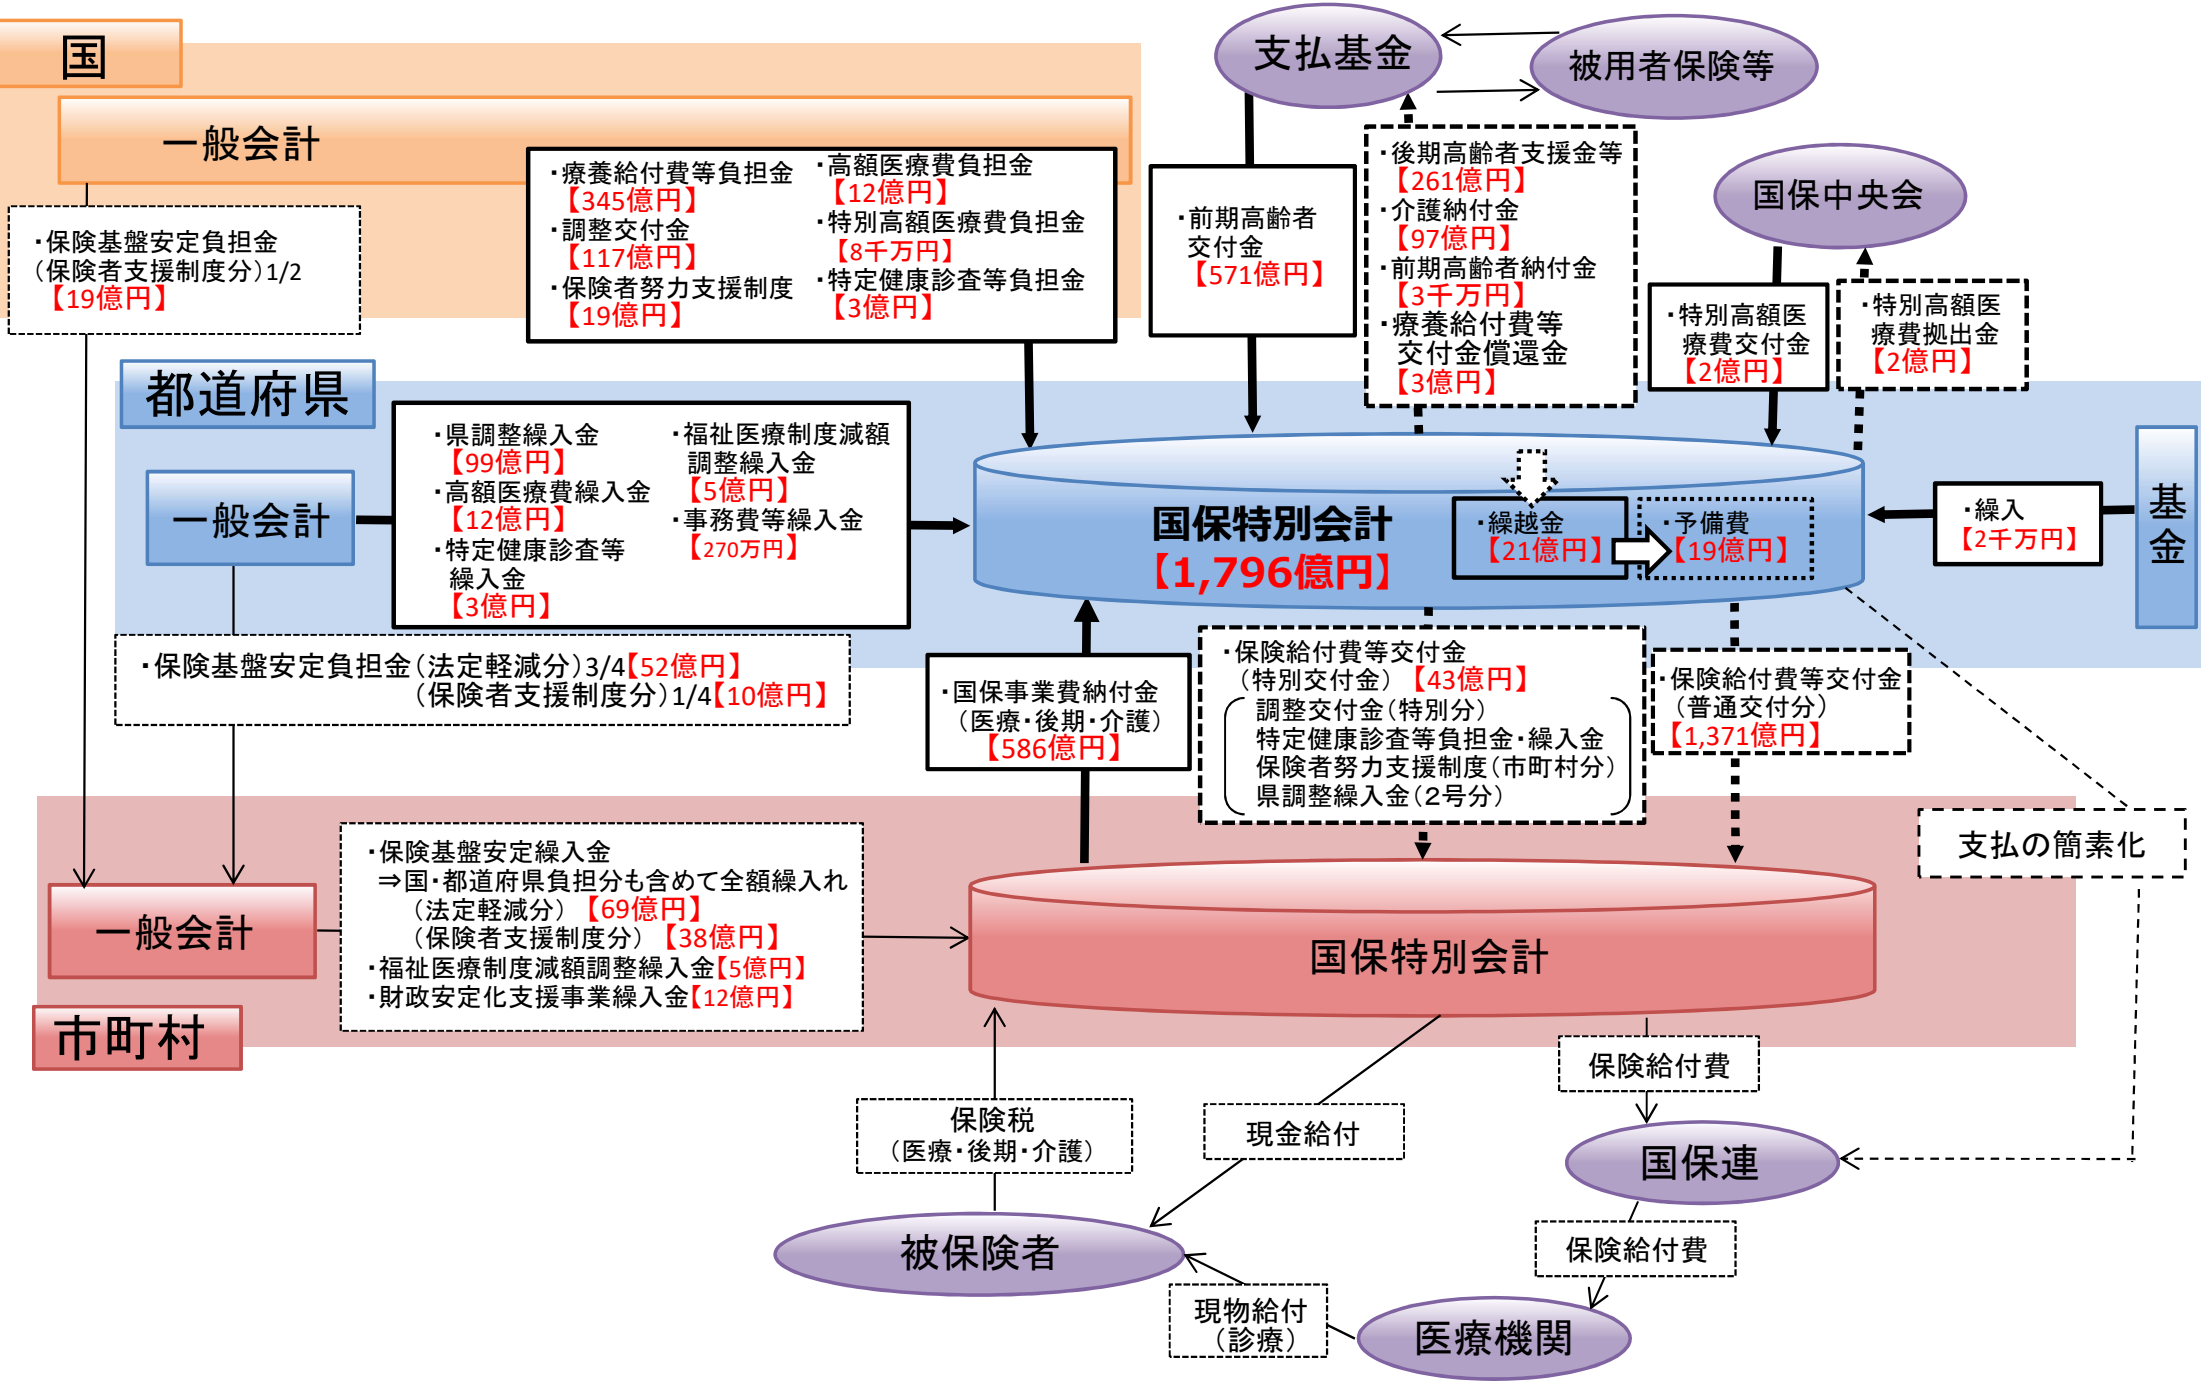 国
一般会計
・療養給付費等負担金
【345億円】
・調整交付金
【117億円】
・保険者努力支援制度
【19億円】
・高額医療費負担金
【12億円】
・特別高額医療費負担金
【8千万円】
・特定健康診査等負担金
【3億円】
・保険基盤安定負担金
（保険者支援制度分）1/2
【19億円】
支払基金
被用者保険等
・前期高齢者
交付金
【571億円】
・後期高齢者支援金等
【261億円】
・介護納付金
【97億円】
・前期高齢者納付金
【3千万円】
・療養給付費等
交付金償還金
【3億円】
国保中央会
・特別高額医
療費交付金
【2億円】
・特別高額医
療費拠出金
【2億円】
都道府県
一般会計
・県調整繰入金
【99億円】
・高額医療費繰入金
【12億円】
・特定健康診査等
繰入金
【3億円】
・福祉医療制度減額
調整繰入金
【5億円】
・事務費等繰入金
【270万円】
国保特別会計
【1,796億円】
・繰越金
【21億円】
・予備費
【19億円】
・繰入
【2千万円】
基
金
・保険基盤安定負担金（法定軽減分）3/4【52億円】
（保険者支援制度分）1/4【10億円】
・国保事業費納付金
（医療・後期・介護）
【586億円】
・保険給付費等交付金
（特別交付金）【43億円】
調整交付金（特別分）
特定健康診査等負担金・繰入金
保険者努力支援制度（市町村分）
県調整繰入金（２号分）
・保険給付費等交付金
（普通交付分）
【1,371億円】
支払の簡素化
・保険基盤安定繰入金
⇒国・都道府県負担分も含めて全額繰入れ
（法定軽減分）【69億円】
（保険者支援制度分）【38億円】
・福祉医療制度減額調整繰入金【5億円】
・財政安定化支援事業繰入金【12億円】
一般会計
市町村
国保特別会計
保険税
（医療・後期・介護）
現金給付
保険給付費
国保連
保険給付費
被保険者
現物給付
（診療）
医療機関